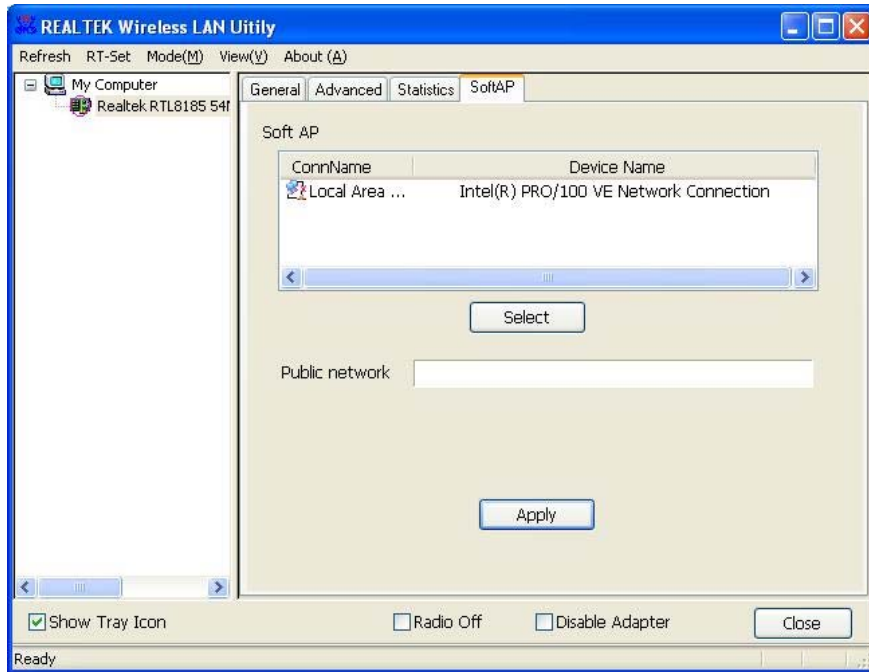 REALTEK Wireless LAN Uitily
Refresh RT-Set Mode(M) View(V) About (A)
My Computer
Realtek RTL8185 54M
General Advanced Statistics SoftAP
Soft AP
ConnName Device Name
Local Area ... Intel(R) PRO/100 VE Network Connection
Select
Public network
Apply
Show Tray Icon Radio Off Disable Adapter Close
Ready